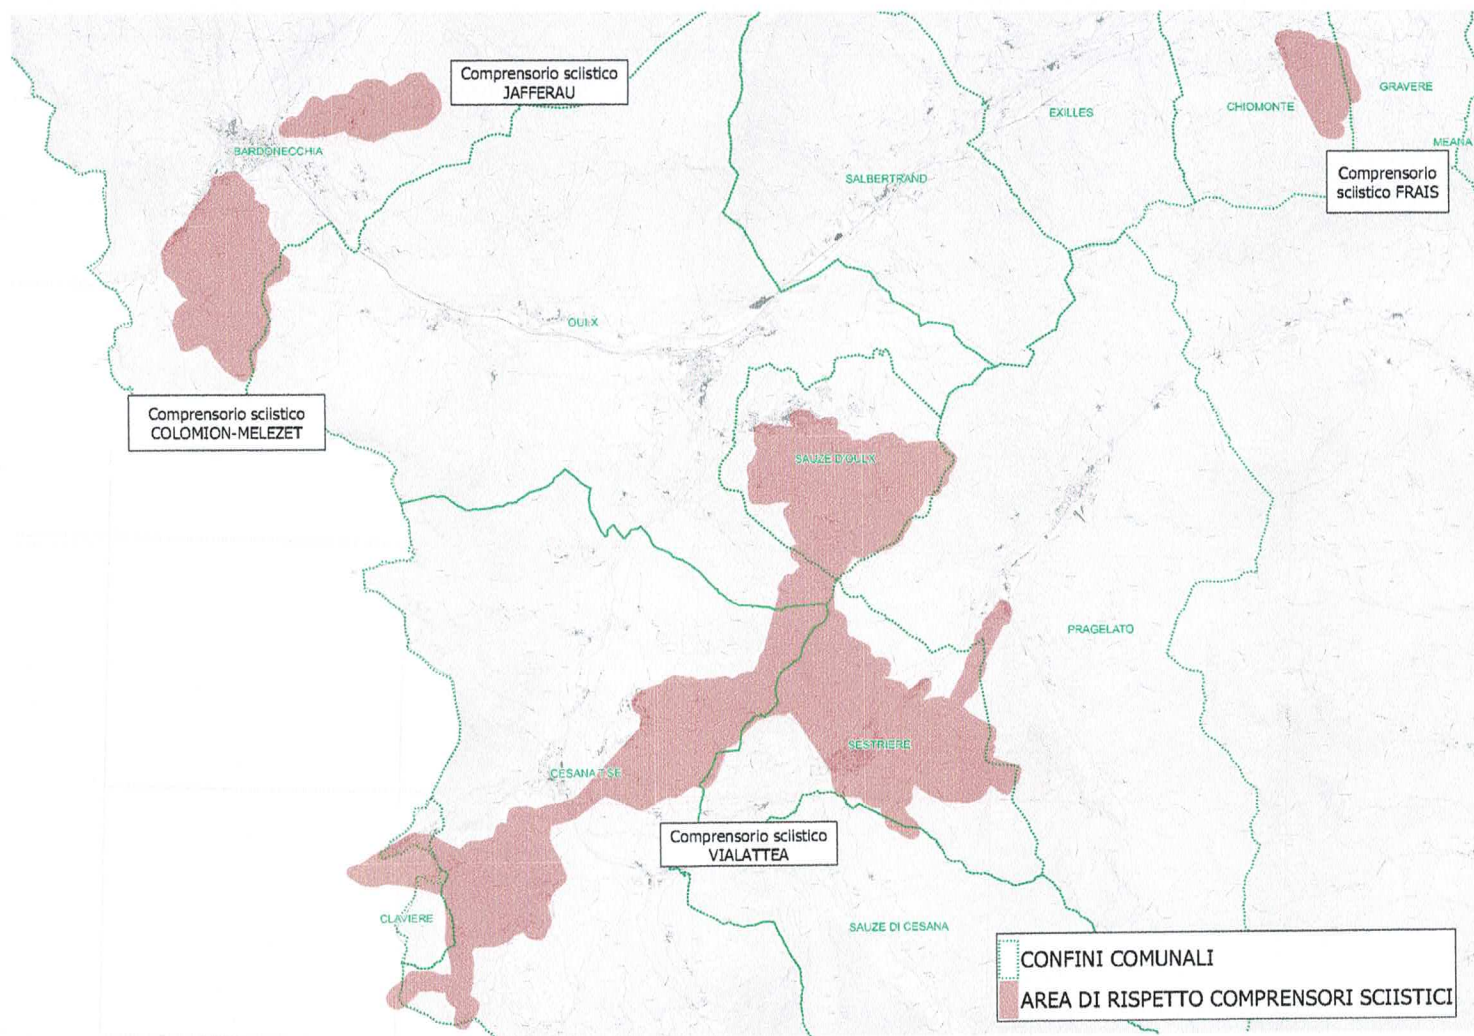 Comprensorio sciistico
JAFFERAU
GRAVERE
CHIOMONTE
EXILLES
MEANA
BARDONECCHIA
Comprensorio
sciistico FRAIS
SALBERTRAND
OULX
Comprensorio sciistico
COLOMION-MELEZET
SAUZE D'OULX
PRAGELATO
SESTRIERE
CESANA T.SE
Comprensorio sciistico
VIALATTEA
CLAVIERE
SAUZE DI CESANA
CONFINI COMUNALI
AREA DI RISPETTO COMPRENSORI SCIISTICI